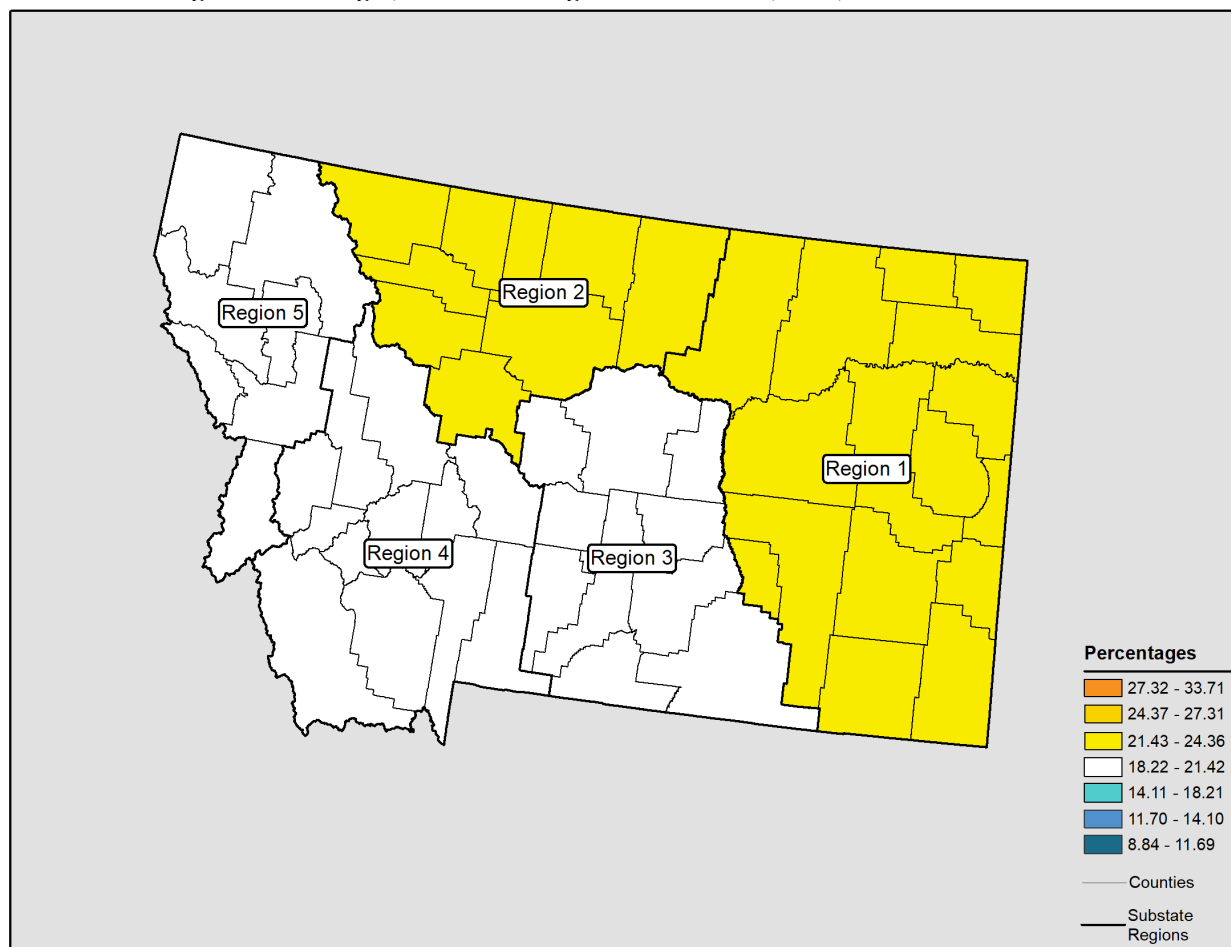 Region 2
Region 5
Region 1
Region 4
Region 3
Percentages
27.32 - 33.71
24.37 - 27.31
21.43 - 24.36
18.22 - 21.42
14.11 - 18.21
11.70 - 14.10
8.84 - 11.69
Counties
Substate
Regions